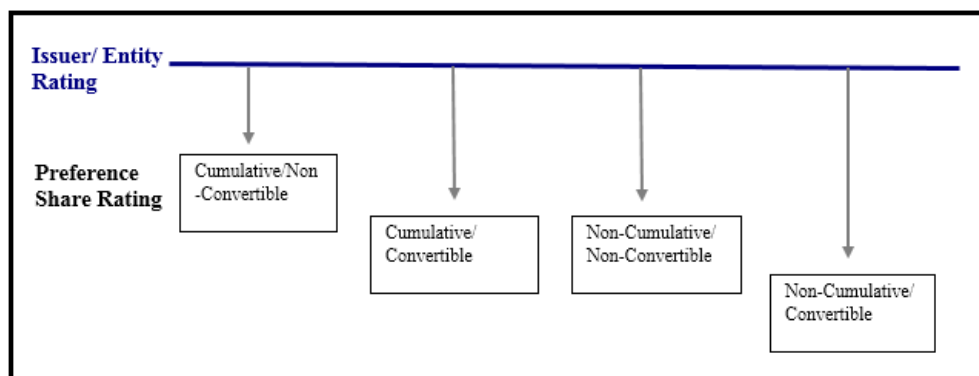 Issuer/ Entity
Rating
Preference
Share Rating
Cumulative/Non
-Convertible
Cumulative/
Convertible
Non-Cumulative/
Non-Convertible
Non-Cumulative/
Convertible